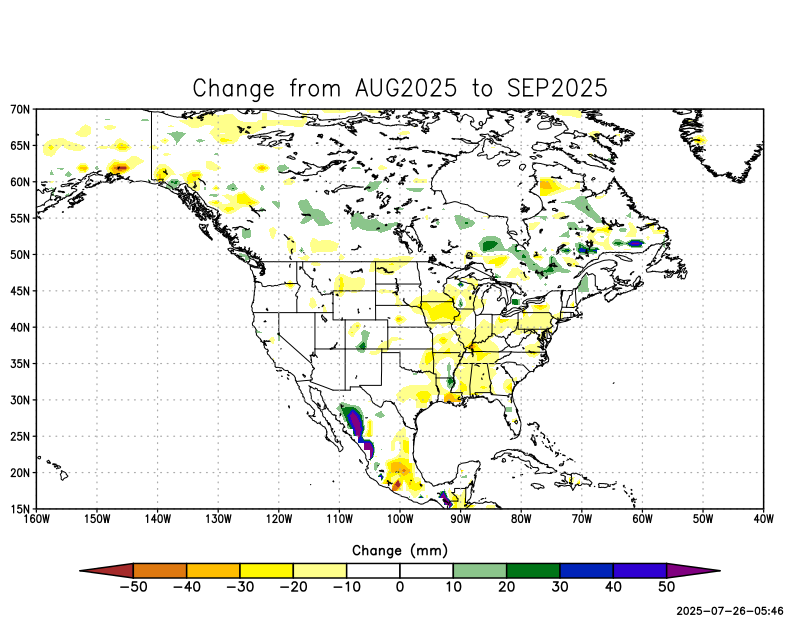 Change from AUG2025 to SEP2025
70N
65N
60N
55N
50N
45N
40N
35N
30N
25N
20N
15N
160W 150W 140W 130W 120W 110W 100W 90W 80W 70W 60W 50W 40W
Change (mm)
−50 −40 −30 −20 −10 0 10 20 30 40 50
2025-07-26-05:46